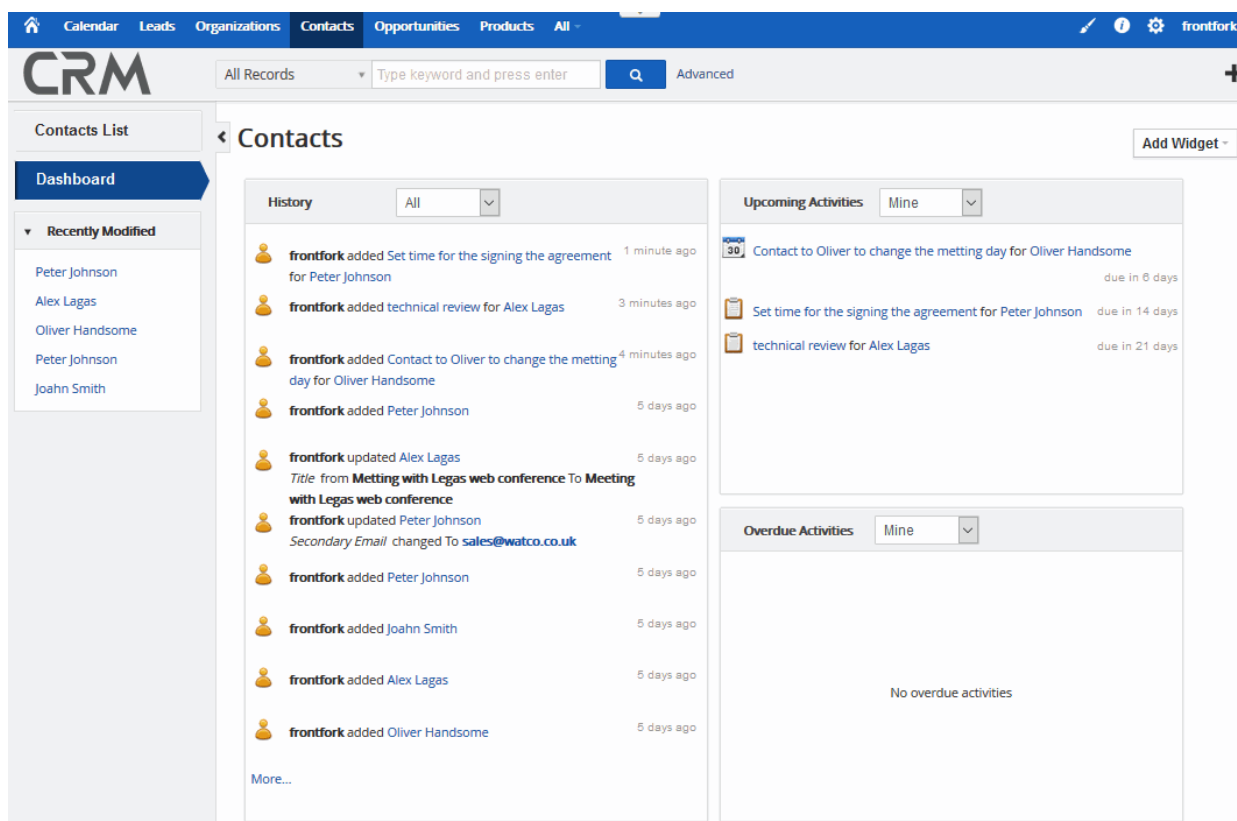 Calendar Leads Organizations Contacts Opportunities Products All
frontfork
CRM
All Records
Type keyword and press enter
Advanced
Contacts List
Dashboard
Recently Modified
Peter Johnson
Alex Lagas
Oliver Handsome
Peter Johnson
Joahn Smith
Contacts
Add Widget
History All
frontfork added Set time for the signing the agreement 1 minute ago
for Peter Johnson
frontfork added technical review for Alex Lagas 3 minutes ago
frontfork added Contact to Oliver to change the metting 4 minutes ago
day for Oliver Handsome
frontfork added Peter Johnson 5 days ago
frontfork updated Alex Lagas 5 days ago
Title from Metting with Legas web conference To Meeting
with Legas web conference
frontfork updated Peter Johnson 5 days ago
Secondary Email changed To sales@watco.co.uk
frontfork added Peter Johnson 5 days ago
frontfork added Joahn Smith 5 days ago
frontfork added Alex Lagas 5 days ago
frontfork added Oliver Handsome 5 days ago
More...
Upcoming Activities Mine
30 Contact to Oliver to change the metting day for Oliver Handsome
due in 6 days
Set time for the signing the agreement for Peter Johnson due in 14 days
technical review for Alex Lagas due in 21 days
Overdue Activities Mine
No overdue activities